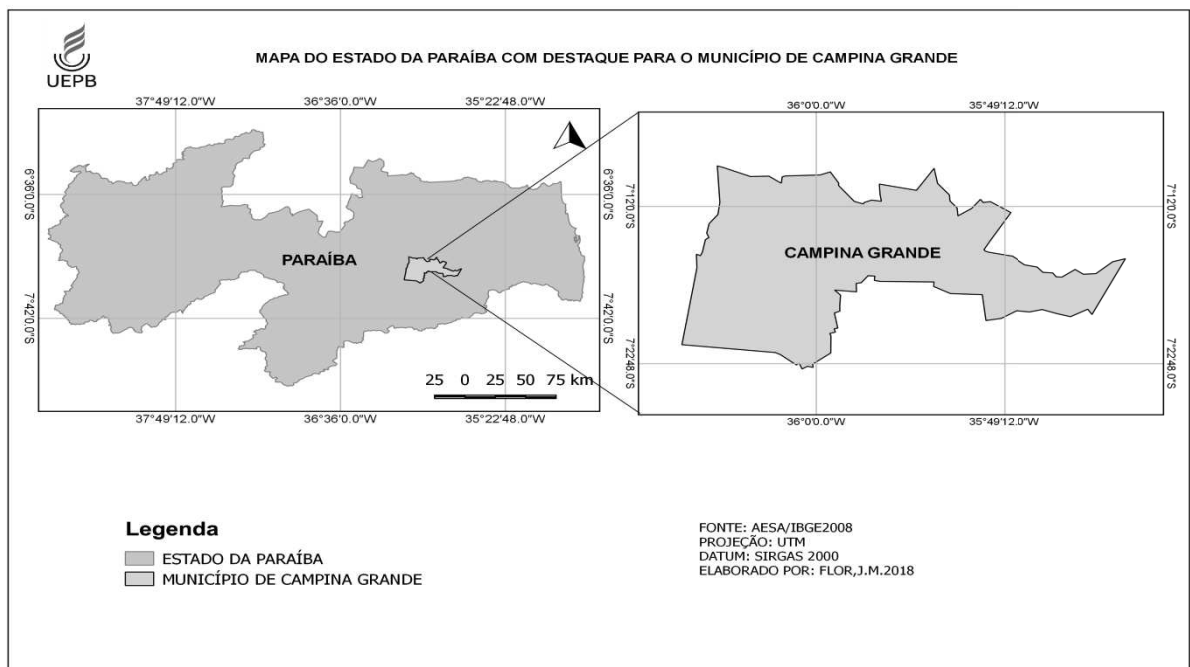 UEPB
MAPA DO ESTADO DA PARAÍBA COM DESTAQUE PARA O MUNICÍPIO DE CAMPINA GRANDE
37°49'12.0"W 36°36'0.0"W 35°22'48.0"W
6°36'0.0"S
7°42'0.0"S
PARAÍBA
6°36'0.0"S
7°42'0.0"S
25 0 25 50 75 km
37°49'12.0"W 36°36'0.0"W 35°22'48.0"W
36°0'0.0"W 35°49'12.0"W
7°12'0.0"S
7°22'48.0"S
CAMPINA GRANDE
7°12'0.0"S
7°22'48.0"S
36°0'0.0"W 35°49'12.0"W
Legenda
ESTADO DA PARAÍBA
MUNICÍPIO DE CAMPINA GRANDE
FONTE: AESA/IBGE2008
PROJEÇÃO: UTM
DATUM: SIRGAS 2000
ELABORADO POR: FLOR,J.M.2018